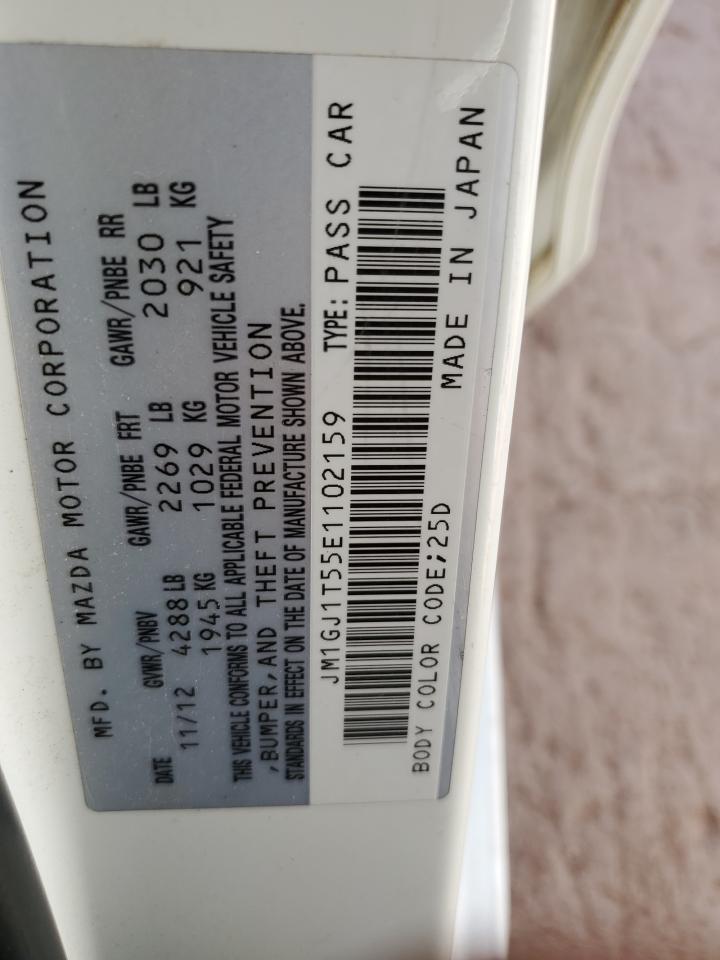 MFD. BY MAZDA MOTOR CORPORATION
DATE GVWR/PNBV GAWR/PNBE FRT GAWR/PNBE RR
11/12 4288 LB 2269 LB 2030 LB
1945 KG 1029 KG 921 KG
THIS VEHICLE CONFORMS TO ALL APPLICABLE FEDERAL MOTOR VEHICLE SAFETY
,BUMPER,AND THEFT PREVENTION
STANDARDS IN EFFECT ON THE DATE OF MANUFACTURE SHOWN ABOVE.
JM1GJ1T55E1102159 TYPE: PASS CAR
BODY COLOR CODE;25D MADE IN JAPAN